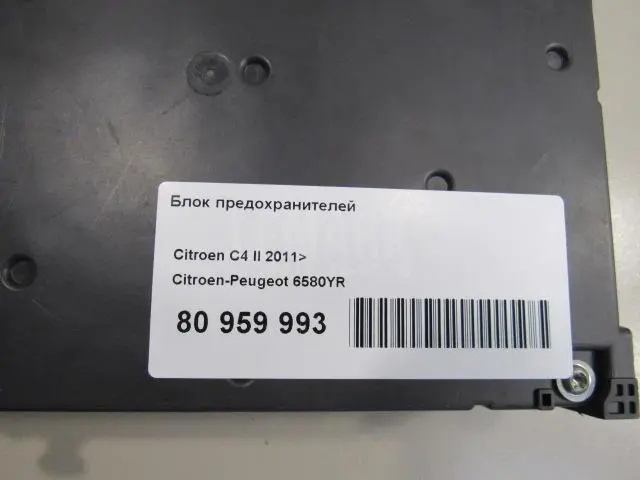 Блок предохранителей
Citroen C4 II 2011>
Citroen-Peugeot 6580YR
80 959 993